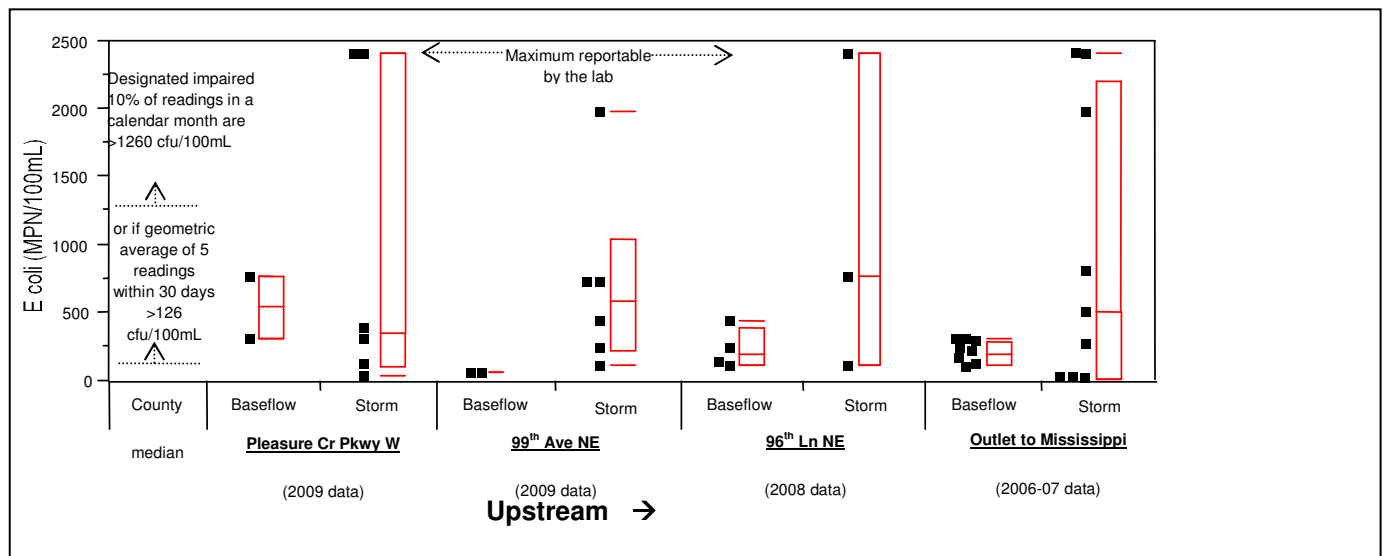 2500
2000
1500
1000
500
0
E coli (MPN/100mL)
Designated impaired
10% of readings in a
calendar month are
>1260 cfu/100mL
or if geometric
average of 5
readings
within 30 days
>126
cfu/100mL
Maximum reportable
by the lab
County
median
Baseflow
Storm
Baseflow
Storm
Baseflow
Storm
Baseflow
Storm
Pleasure Cr Pkwy W
99th Ave NE
96th Ln NE
Outlet to Mississippi
(2009 data)
(2009 data)
(2008 data)
(2006-07 data)
Upstream →